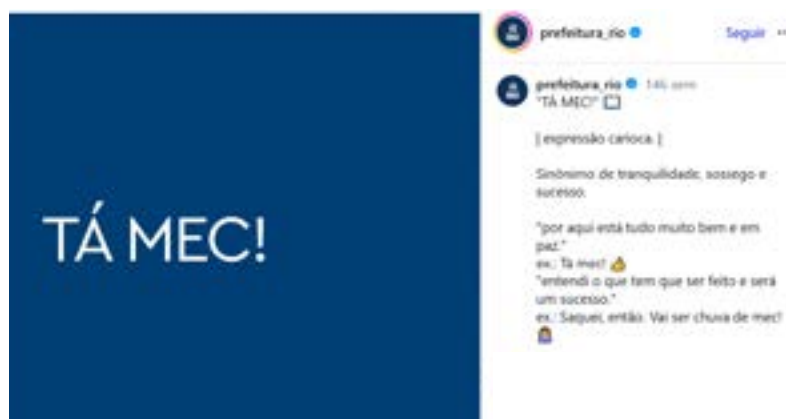 TÁ MEC!
prefeitura_rio
Seguir
prefeitura_rio 146 sem
"TÁ MEC!"
[ expressão carioca. ]
Sinônimo de tranquilidade, sossego e
sucesso.
"por aqui está tudo muito bem e em
paz."
ex.: Tá mec! 👍
"entendi o que tem que ser feito e será
um sucesso."
ex.: Saquei, então. Vai ser chuva de mec!